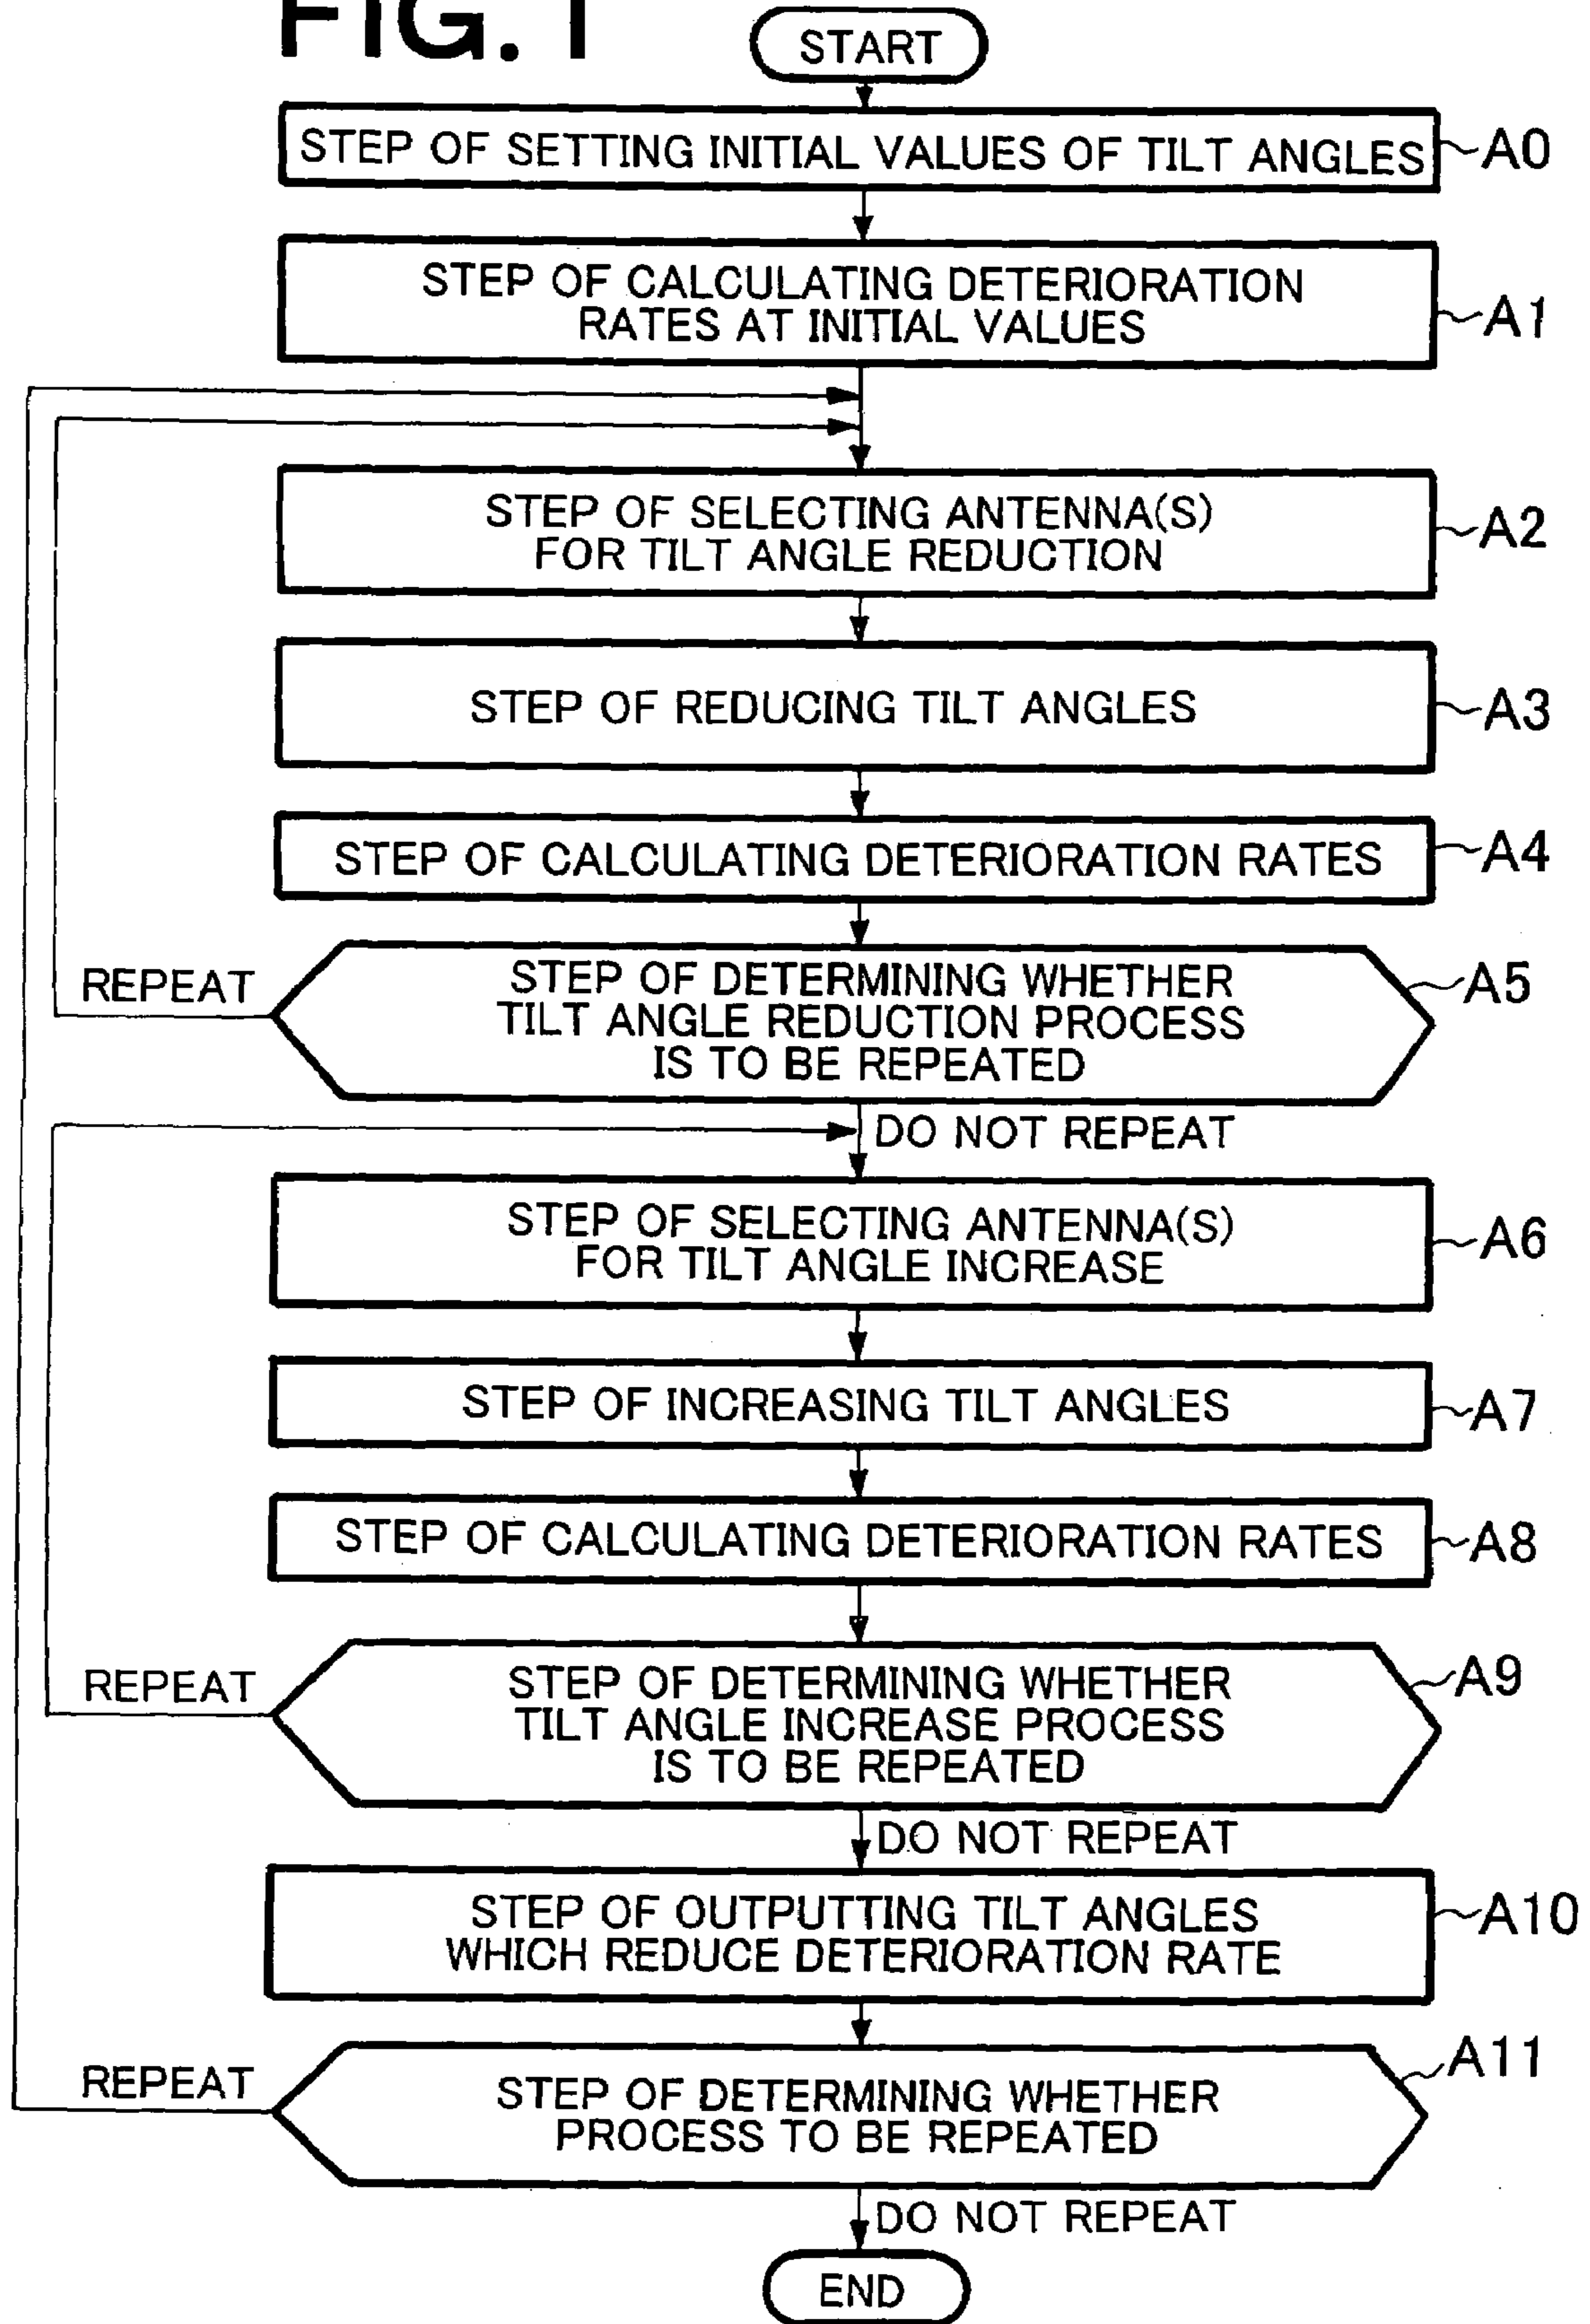 FIG. 1
START
STEP OF SETTING INITIAL VALUES OF TILT ANGLES
A0
STEP OF CALCULATING DETERIORATION
RATES AT INITIAL VALUES
A1
STEP OF SELECTING ANTENNA(S)
FOR TILT ANGLE REDUCTION
A2
STEP OF REDUCING TILT ANGLES
A3
STEP OF CALCULATING DETERIORATION RATES
A4
REPEAT
STEP OF DETERMINING WHETHER
TILT ANGLE REDUCTION PROCESS
IS TO BE REPEATED
A5
DO NOT REPEAT
STEP OF SELECTING ANTENNA(S)
FOR TILT ANGLE INCREASE
A6
STEP OF INCREASING TILT ANGLES
A7
STEP OF CALCULATING DETERIORATION RATES
A8
REPEAT
STEP OF DETERMINING WHETHER
TILT ANGLE INCREASE PROCESS
IS TO BE REPEATED
A9
DO NOT REPEAT
STEP OF OUTPUTTING TILT ANGLES
WHICH REDUCE DETERIORATION RATE
A10
REPEAT
STEP OF DETERMINING WHETHER
PROCESS TO BE REPEATED
A11
DO NOT REPEAT
END